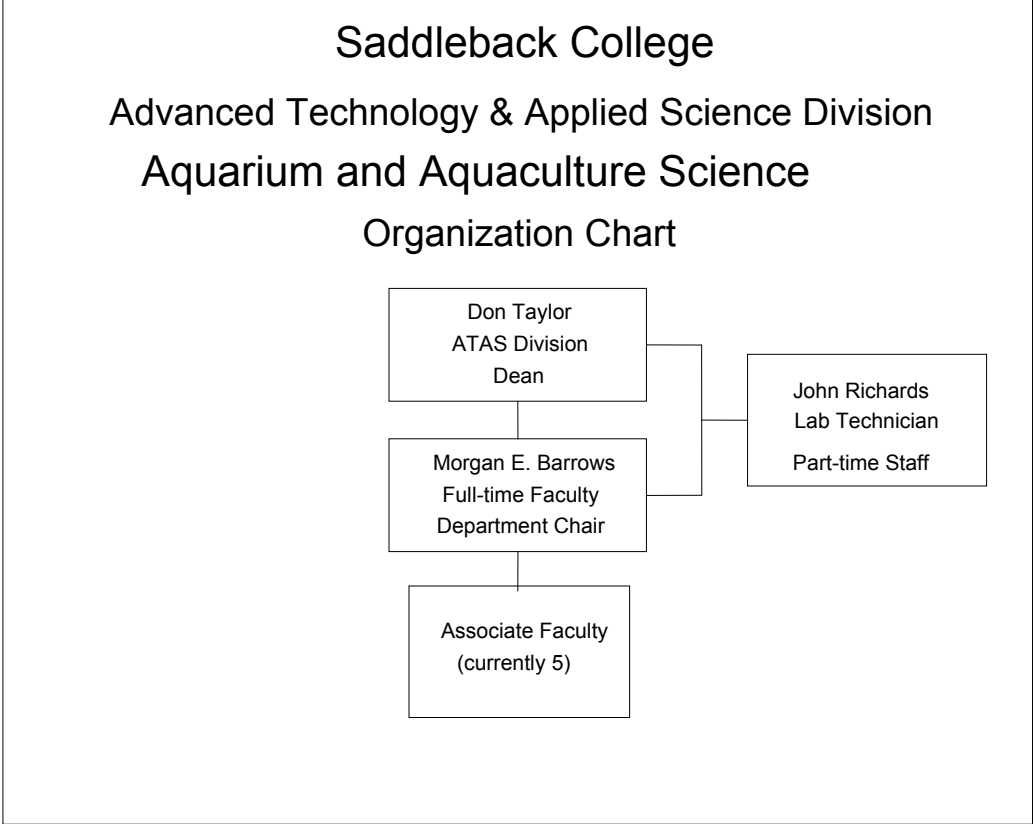 Saddleback College
Advanced Technology & Applied Science Division
Aquarium and Aquaculture Science
Organization Chart
Don Taylor
ATAS Division
Dean
John Richards
Lab Technician
Part-time Staff
Morgan E. Barrows
Full-time Faculty
Department Chair
Associate Faculty
(currently 5)